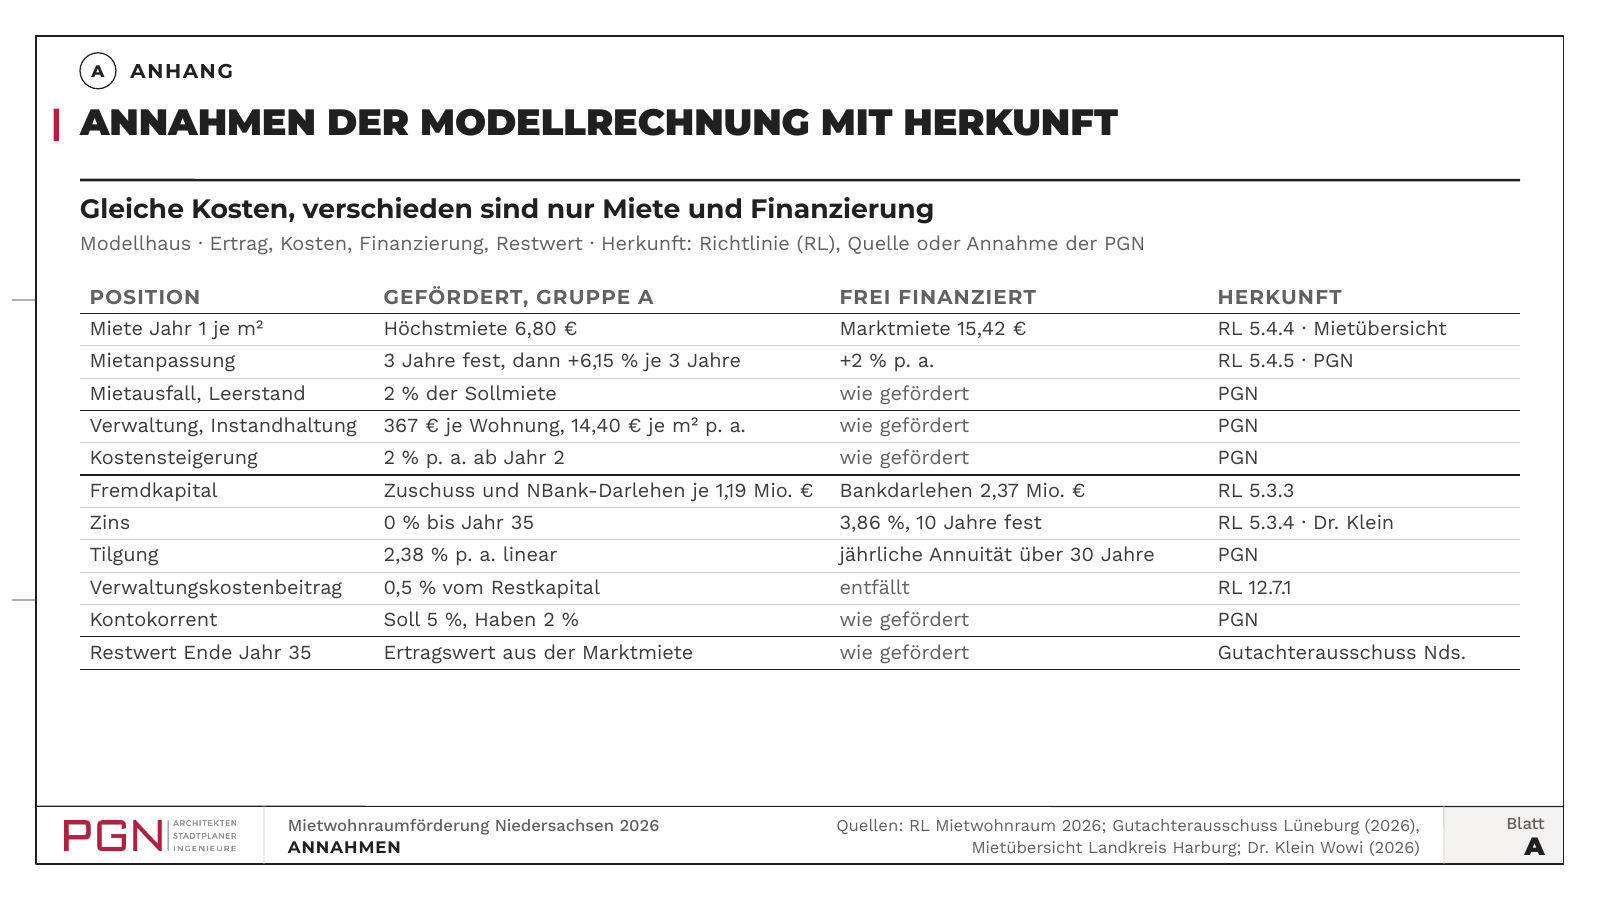 A ANHANG
ANNAHMEN DER MODELLRECHNUNG MIT HERKUNFT
Gleiche Kosten, verschieden sind nur Miete und Finanzierung
Modellhaus · Ertrag, Kosten, Finanzierung, Restwert · Herkunft: Richtlinie (RL), Quelle oder Annahme der PGN
POSITION GEFÖRDERT, GRUPPE A FREI FINANZIERT HERKUNFT
Miete Jahr 1 je m² Höchstmiete 6,80 € Marktmiete 15,42 € RL 5.4.4 · Mietübersicht
Mietanpassung 3 Jahre fest, dann +6,15 % je 3 Jahre +2 % p. a. RL 5.4.5 · PGN
Mietausfall, Leerstand 2 % der Sollmiete wie gefördert PGN
Verwaltung, Instandhaltung 367 € je Wohnung, 14,40 € je m² p. a. wie gefördert PGN
Kostensteigerung 2 % p. a. ab Jahr 2 wie gefördert PGN
Fremdkapital Zuschuss und NBank-Darlehen je 1,19 Mio. € Bankdarlehen 2,37 Mio. € RL 5.3.3
Zins 0 % bis Jahr 35 3,86 %, 10 Jahre fest RL 5.3.4 · Dr. Klein
Tilgung 2,38 % p. a. linear jährliche Annuität über 30 Jahre PGN
Verwaltungskostenbeitrag 0,5 % vom Restkapital entfällt RL 12.7.1
Kontokorrent Soll 5 %, Haben 2 % wie gefördert PGN
Restwert Ende Jahr 35 Ertragswert aus der Marktmiete wie gefördert Gutachterausschuss Nds.
PGN ARCHITEKTEN
STADTPLANER
INGENIEURE
Mietwohnraumförderung Niedersachsen 2026
ANNAHMEN
Quellen: RL Mietwohnraum 2026; Gutachterausschuss Lüneburg (2026),
Mietübersicht Landkreis Harburg; Dr. Klein Wowi (2026)
Blatt
A